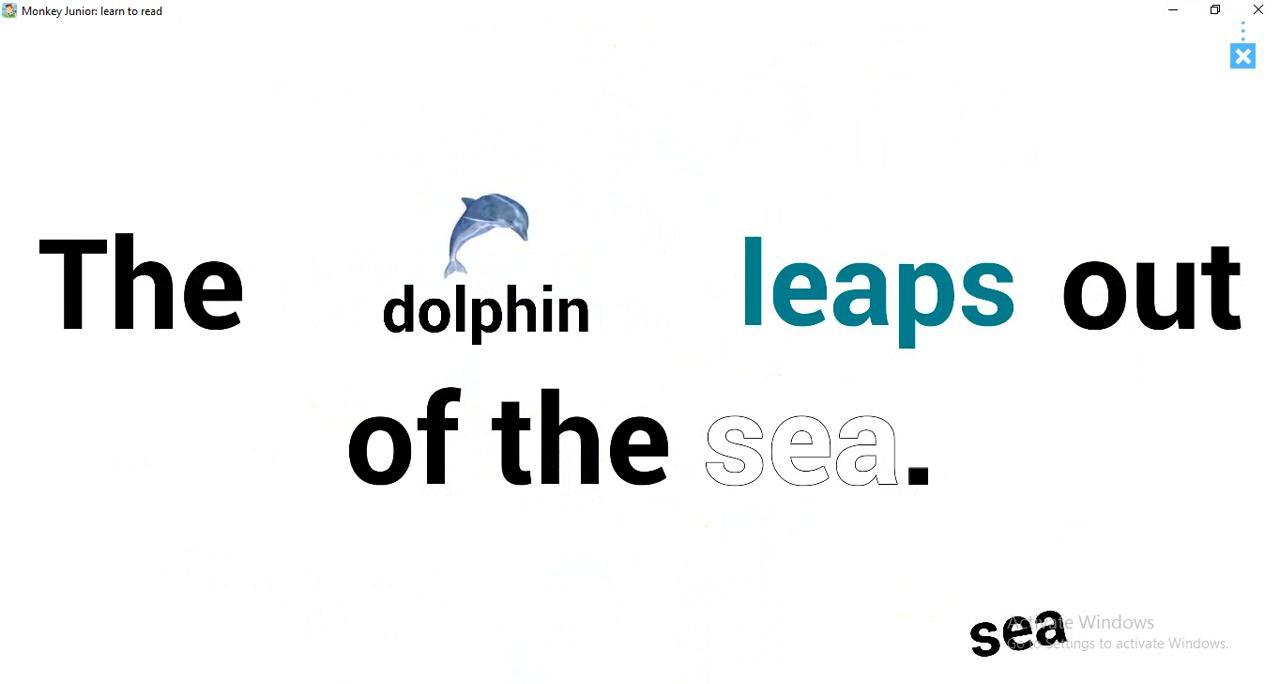 Monkey Junior: learn to read
The dolphin leaps out
of the sea.
sea
Activate Windows
Go to Settings to activate Windows.